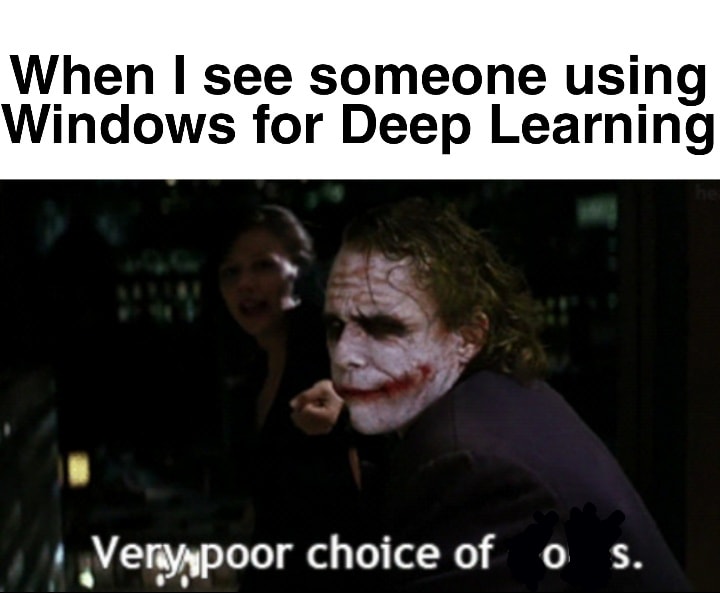 When I see someone using
Windows for Deep Learning
Very poor choice of